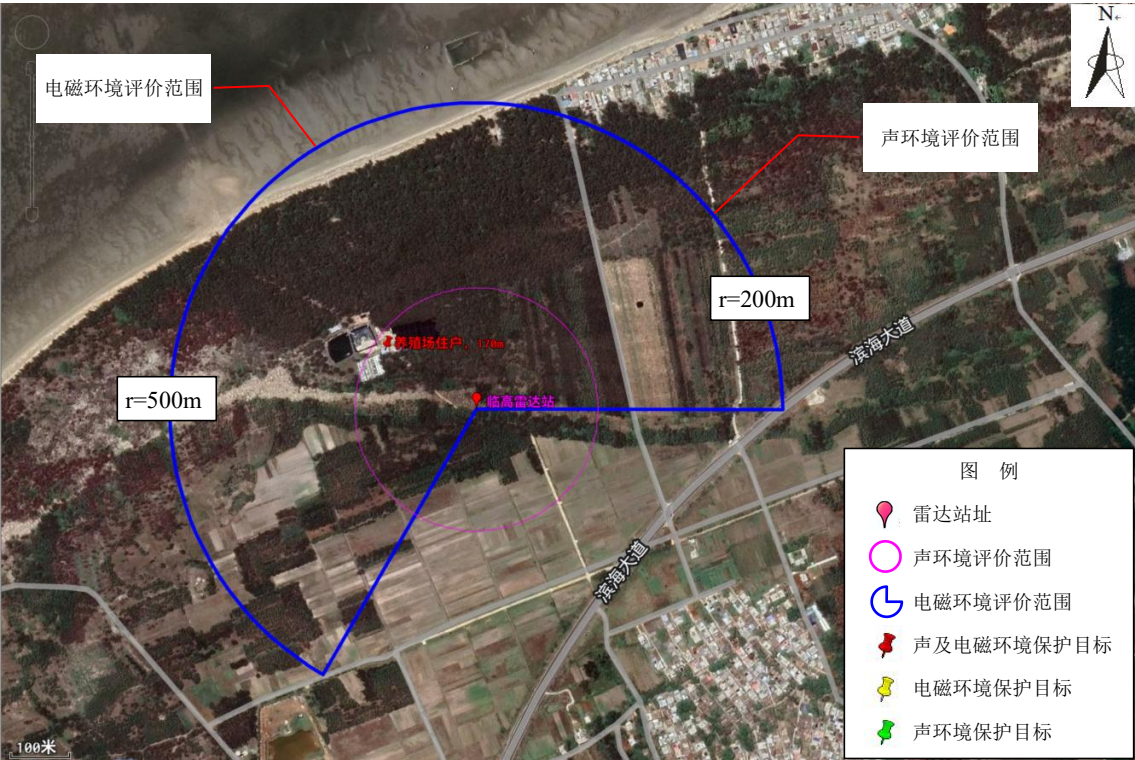 N
电磁环境评价范围
声环境评价范围
r=200m
滨海大道
养殖场住户，170m
r=500m
临高雷达站
滨海大道
图 例
雷达站址
声环境评价范围
电磁环境评价范围
声及电磁环境保护目标
电磁环境保护目标
声环境保护目标
100米